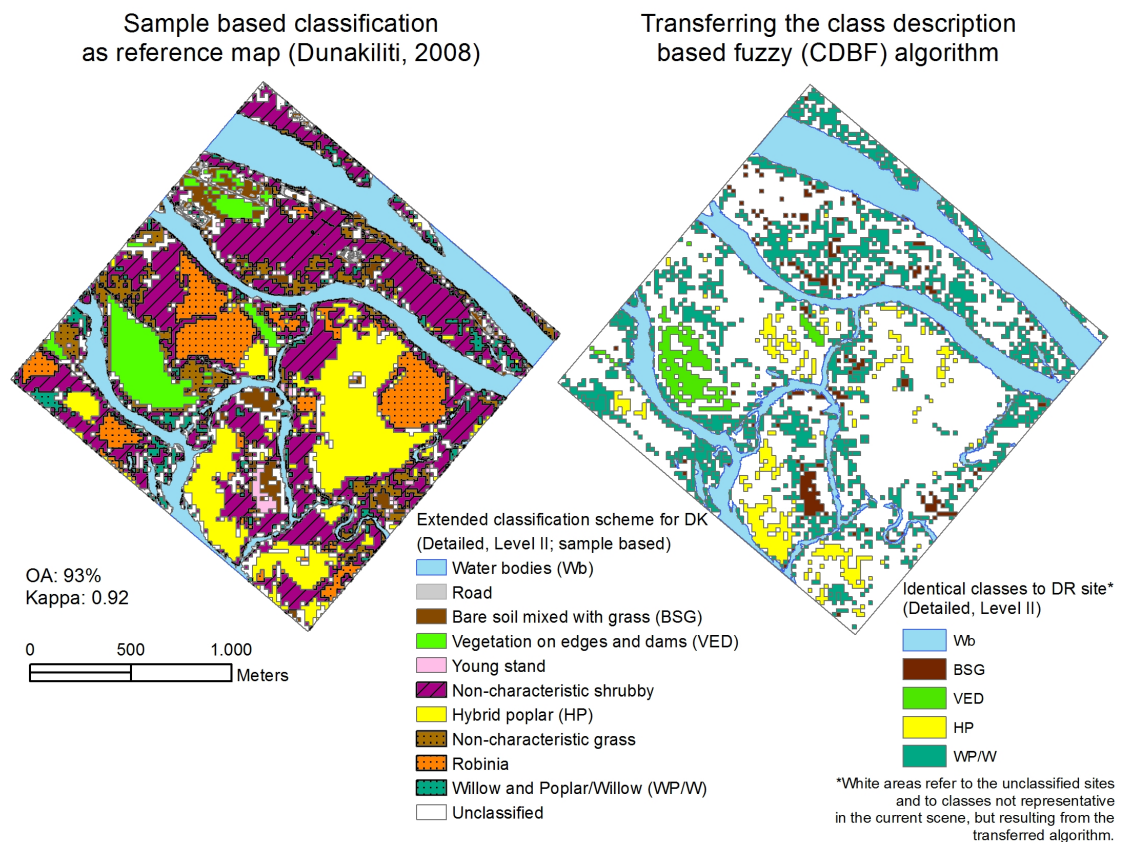 Sample based classification
as reference map (Dunakiliti, 2008)
Transferring the class description
based fuzzy (CDBF) algorithm
OA: 93%
Kappa: 0.92
0 500 1.000
Meters
Extended classification scheme for DK
(Detailed, Level II; sample based)
Water bodies (Wb)
Road
Bare soil mixed with grass (BSG)
Vegetation on edges and dams (VED)
Young stand
Non-characteristic shrubby
Hybrid poplar (HP)
Non-characteristic grass
Robinia
Willow and Poplar/Willow (WP/W)
Unclassified
Identical classes to DR site*
(Detailed, Level II)
Wb
BSG
VED
HP
WP/W
*White areas refer to the unclassified sites
and to classes not representative
in the current scene, but resulting from the
transferred algorithm.